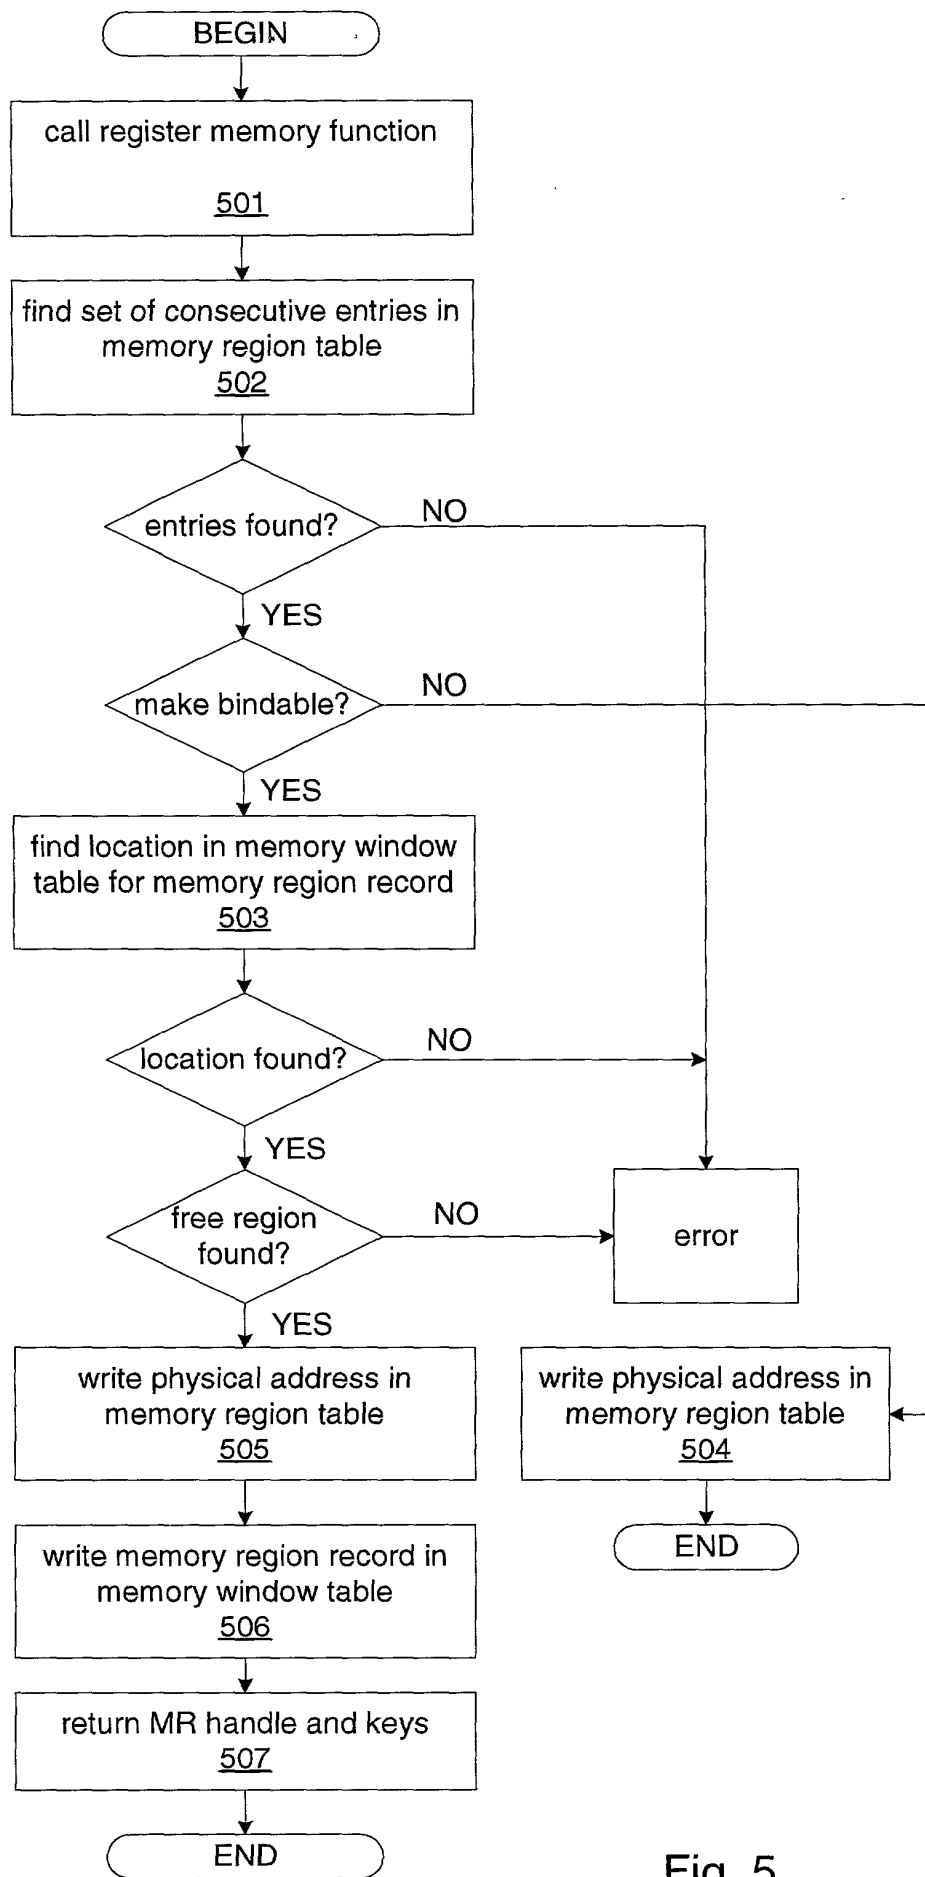 BEGIN
call register memory function
501
find set of consecutive entries in
memory region table
502
entries found?
NO
YES
make bindable?
NO
YES
find location in memory window
table for memory region record
503
location found?
NO
YES
free region
found?
NO
error
YES
write physical address in
memory region table
505
write physical address in
memory region table
504
END
write memory region record in
memory window table
506
return MR handle and keys
507
END
Fig. 5